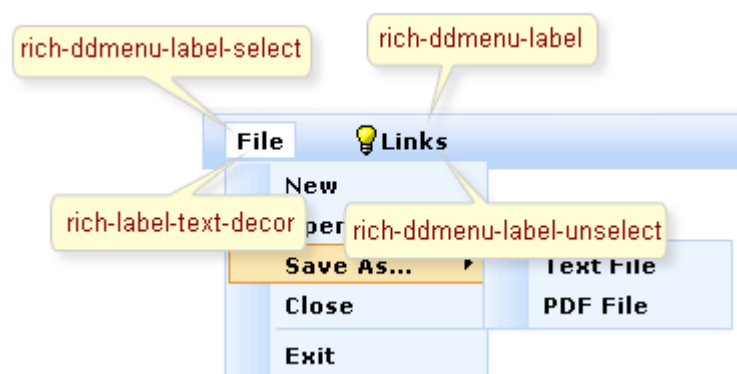 rich-ddmenu-label-select
rich-ddmenu-label
File
Links
New
rich-label-text-decor
rich-ddmenu-label-unselect
Save As...
Text File
Close
PDF File
Exit